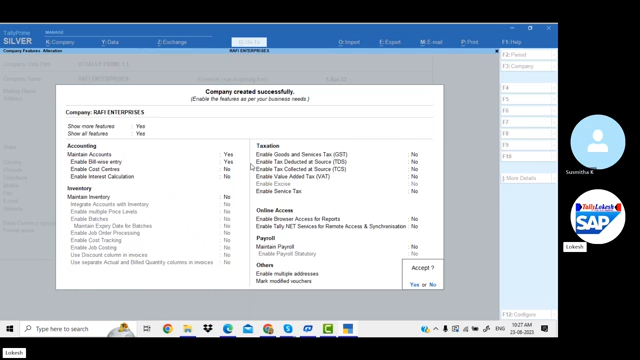 TallyPrime
MANAGE
SILVER
K: Company
Y: Data
Z: Exchange
O: Import
E: Export
M: E-mail
P: Print
F1: Help
Company Features Alteration
RAFI ENTERPRISES
F2: Period
F3: Company
F4
F5
F6
F7
F8
F9
F10
I: More Details
F12: Configure
Company Name
RAFI ENTERPRISES
Company created successfully.
(Enable the features as per your business needs.)
Company: RAFI ENTERPRISES
Show more features : Yes
Show all features : Yes
Accounting
Maintain Accounts : Yes
Enable Bill-wise entry : Yes
Enable Cost Centres : No
Enable Interest Calculation : No
Inventory
Maintain Inventory : No
Integrate Accounts with Inventory : No
Enable multiple Price Levels : No
Enable Batches : No
Maintain Expiry Date for Batches : No
Enable Job Order Processing : No
Enable Cost Tracking : No
Enable Job Costing : No
Use Discount column in invoices : No
Use separate Actual and Billed Quantity columns in invoices : No
Taxation
Enable Goods and Services Tax (GST) : No
Enable Tax Deducted at Source (TDS) : No
Enable Tax Collected at Source (TCS) : No
Enable Value Added Tax (VAT) : No
Enable Excise : No
Enable Service Tax : No
Online Access
Enable Browser Access for Reports : No
Enable Tally.NET Services for Remote Access & Synchronisation : No
Payroll
Maintain Payroll : No
Enable Payroll Statutory : No
Others
Enable multiple addresses
Mark modified vouchers
Accept ?
Yes or No
Susmitha K
TallyLokesh
SAP
Lokesh
Type here to search
10:27 AM
23-08-2023
Lokesh